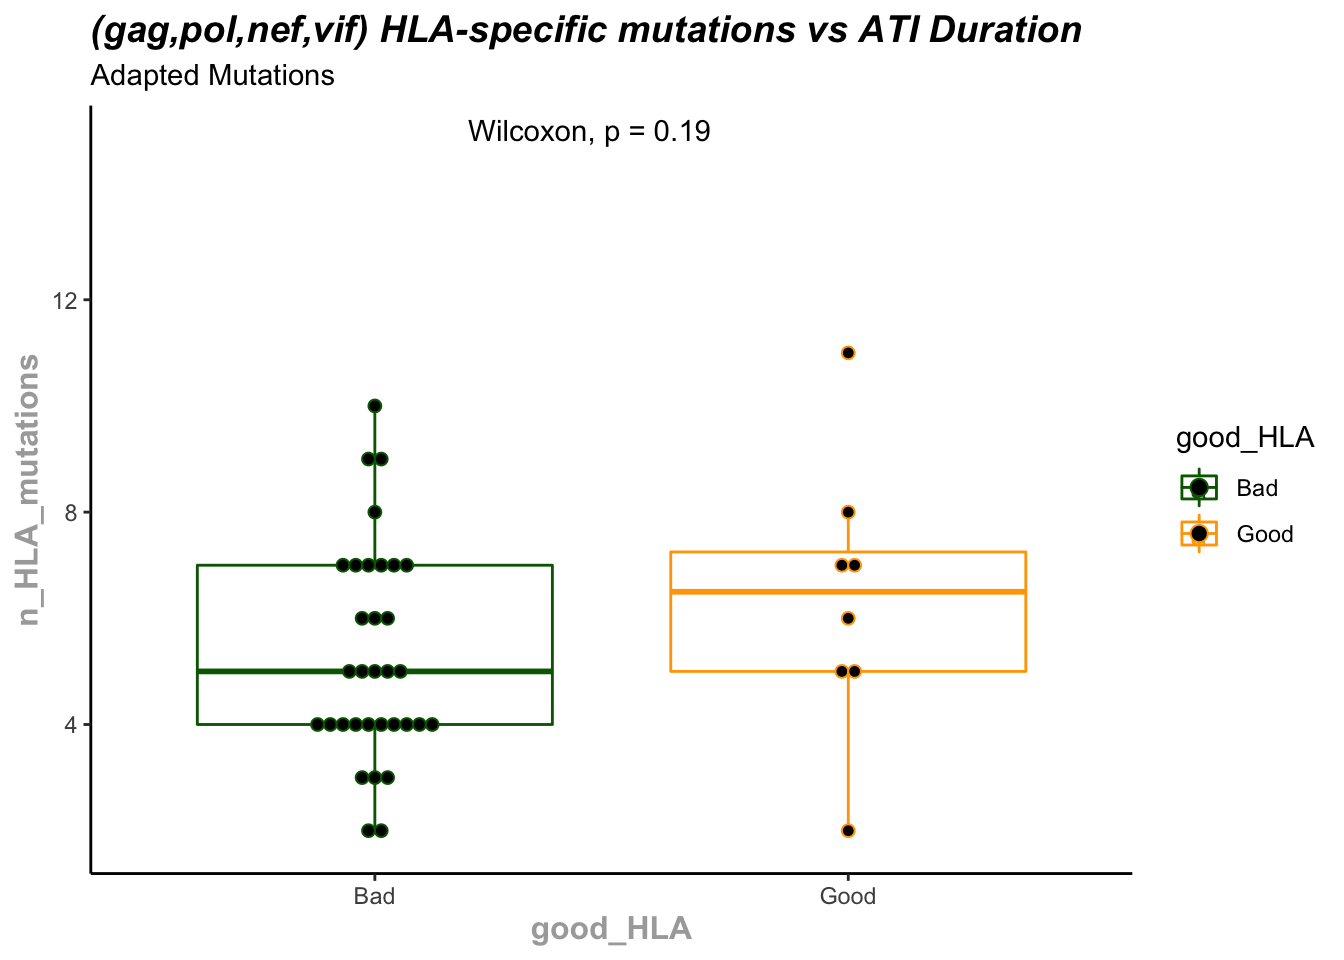 (gag,pol,nef,vif) HLA-specific mutations vs ATI Duration
Adapted Mutations
Wilcoxon, p = 0.19
12
8
4
n_HLA_mutations
Bad
Good
good_HLA
good_HLA
Bad
Good